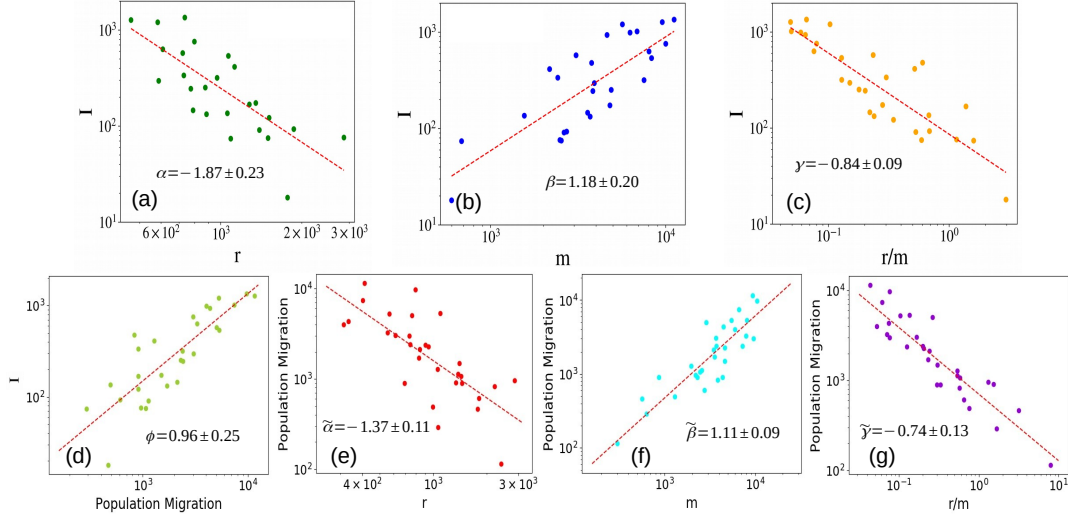 I
10³
10²
10¹
α=−1.87±0.23
(a)
6×10² 10³ 2×10³ 3×10³
r
I
10³
10²
10¹
β=1.18±0.20
(b)
10³ 10⁴
m
I
10³
10²
10¹
γ=−0.84±0.09
(c)
10⁻¹ 10⁰
r/m
I
10³
10²
ϕ=0.96±0.25
(d)
10³ 10⁴
Population Migration
Population Migration
10⁴
10³
10²
α̃=−1.37±0.11
(e)
4×10² 10³ 3×10³
r
Population Migration
10⁴
10³
10²
β̃=1.11±0.09
(f)
10³ 10⁴
m
Population Migration
10⁴
10³
10²
γ̃=−0.74±0.13
(g)
10⁻¹ 10⁰ 10¹
r/m